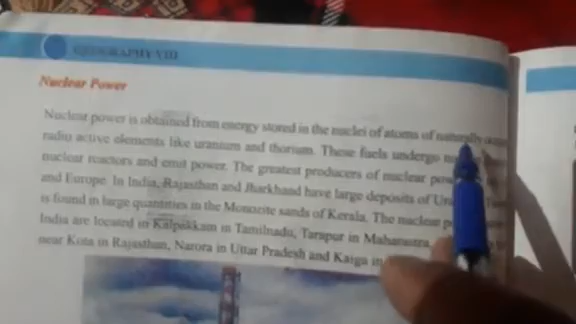 GEOGRAPHY VIII
Nuclear Power
Nuclear power is obtained from energy stored in the nuclei of atoms of naturally
radio active elements like uranium and thorium. These fuels undergo
nuclear reactors and emit power. The greatest producers of nuclear
and Europe. In India, Rajasthan and Jharkhand have large deposits of
is found in large quantities in the Monozite sands of Kerala. The nuclear
India are located in Kalpakkam in Tamilnadu, Tarapur in
near Kota in Rajasthan, Narora in Uttar Pradesh and Kaiga in